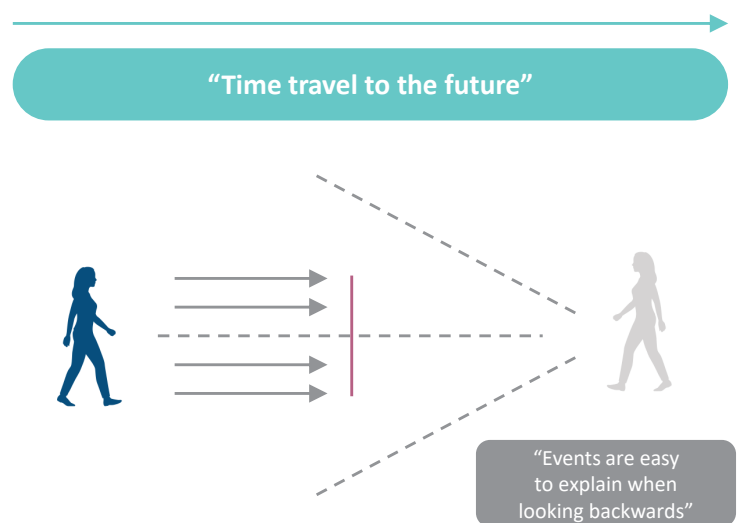 “Time travel to the future”
“Events are easy
to explain when
looking backwards”